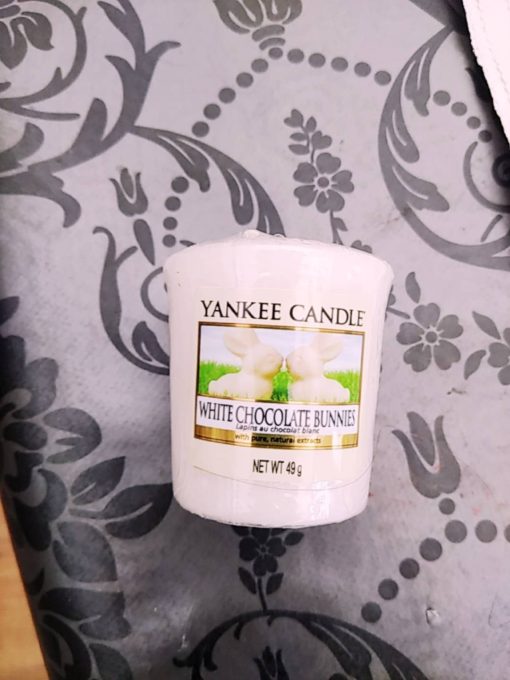 YANKEE CANDLE
WHITE CHOCOLATE BUNNIES
Lapins au chocolat blanc
with pure, natural extracts
NET WT 49 g